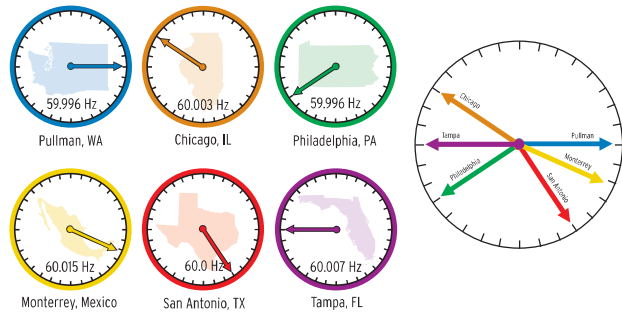 59.996 Hz
Pullman, WA
60.003 Hz
Chicago, IL
59.996 Hz
Philadelphia, PA
60.015 Hz
Monterrey, Mexico
60.0 Hz
San Antonio, TX
60.007 Hz
Tampa, FL
Chicago
Tampa
Philadelphia
Pullman
Monterrey
San Antonio